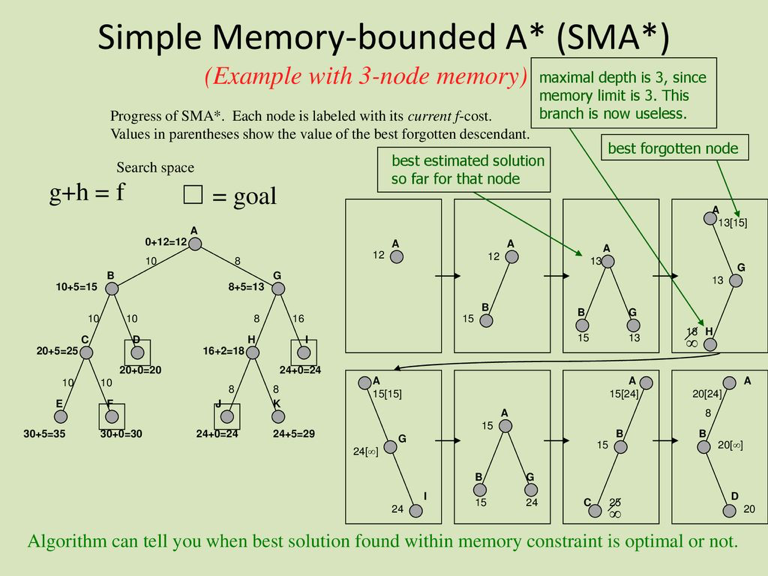 Simple Memory-bounded A* (SMA*)
(Example with 3-node memory)
maximal depth is 3, since
memory limit is 3. This
branch is now useless.
Progress of SMA*. Each node is labeled with its current f-cost.
Values in parentheses show the value of the best forgotten descendant.
best forgotten node
best estimated solution
so far for that node
Search space
g+h = f
= goal
A
0+12=12
10
8
B
G
10+5=15
8+5=13
10
10
8
16
C
D
H
I
20+5=25
16+2=18
20+0=20
24+0=24
10
10
8
8
E
F
J
K
30+5=35
30+0=30
24+0=24
24+5=29
A
12
A
12
B
15
A
13
B
G
15
13
A
13[15]
G
13
18
H
∞
A
15[15]
G
24[∞]
I
24
A
15
B
G
15
24
A
15[24]
B
15
C
25
∞
A
20[24]
8
B
20[∞]
D
20
Algorithm can tell you when best solution found within memory constraint is optimal or not.